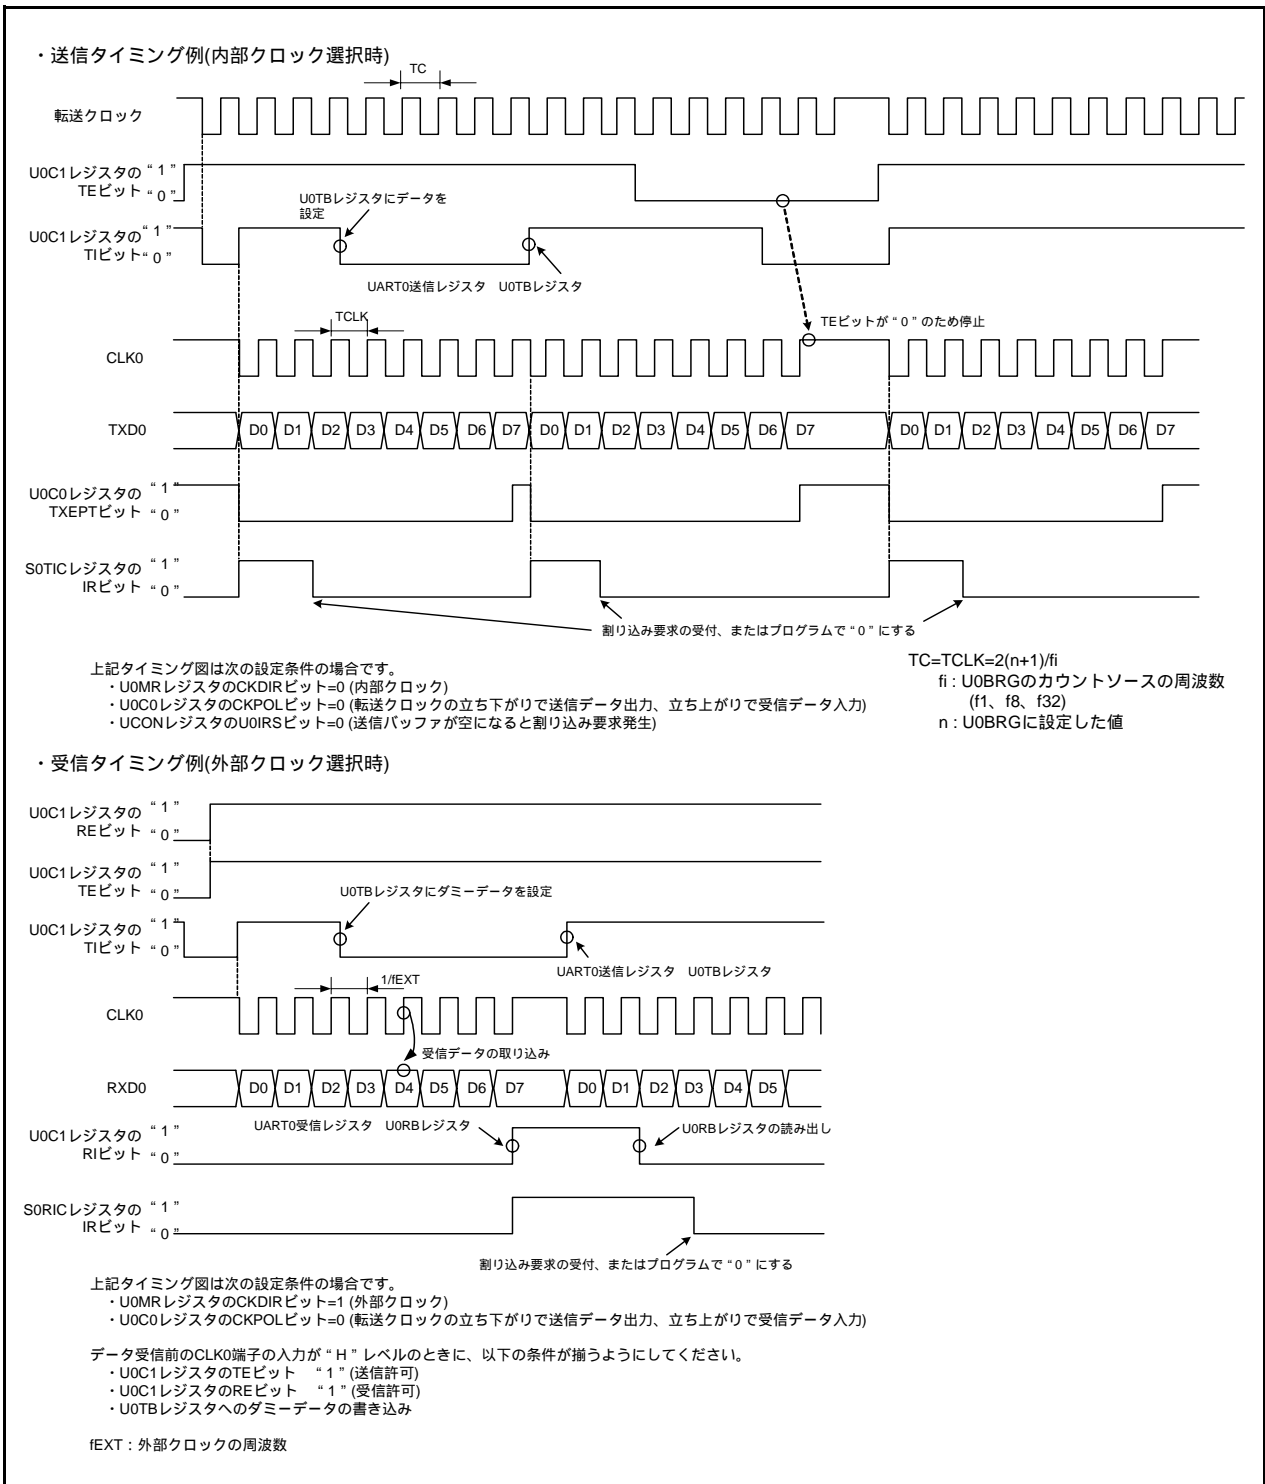 ・送信タイミング例(内部クロック選択時)
TC
転送クロック
U0C1レジスタの “ 1 ”
TEビット “ 0 ”
U0TBレジスタにデータを
設定
U0C1レジスタの “ 1 ”
TIビット “ 0 ”
UART0送信レジスタ U0TBレジスタ
TCLK
TEビットが “ 0 ” のため停止
CLK0
TXD0 D0 D1 D2 D3 D4 D5 D6 D7 D0 D1 D2 D3 D4 D5 D6 D7 D0 D1 D2 D3 D4 D5 D6 D7
U0C0レジスタの “ 1 ”
TXEPTビット “ 0 ”
S0TICレジスタの “ 1 ”
IRビット “ 0 ”
割り込み要求の受付、またはプログラムで “ 0 ” にする
上記タイミング図は次の設定条件の場合です。
・U0MRレジスタのCKDIRビット=0 (内部クロック)
・U0C0レジスタのCKPOLビット=0 (転送クロックの立ち下がりで送信データ出力、立ち上がりで受信データ入力)
・UCONレジスタのU0IRSビット=0 (送信バッファが空になると割り込み要求発生)
TC=TCLK=2(n+1)/fi
fi : U0BRGのカウントソースの周波数
(f1、f8、f32)
n : U0BRGに設定した値
・受信タイミング例(外部クロック選択時)
U0C1レジスタの “ 1 ”
REビット “ 0 ”
U0C1レジスタの “ 1 ”
TEビット “ 0 ”
U0TBレジスタにダミーデータを設定
U0C1レジスタの “ 1 ”
TIビット “ 0 ”
UART0送信レジスタ U0TBレジスタ
1/fEXT
CLK0
受信データの取り込み
RXD0 D0 D1 D2 D3 D4 D5 D6 D7 D0 D1 D2 D3 D4 D5
UART0受信レジスタ U0RBレジスタ
U0RBレジスタの読み出し
U0C1レジスタの “ 1 ”
RIビット “ 0 ”
S0RICレジスタの “ 1 ”
IRビット “ 0 ”
割り込み要求の受付、またはプログラムで “ 0 ” にする
上記タイミング図は次の設定条件の場合です。
・U0MRレジスタのCKDIRビット=1 (外部クロック)
・U0C0レジスタのCKPOLビット=0 (転送クロックの立ち下がりで送信データ出力、立ち上がりで受信データ入力)
データ受信前のCLK0端子の入力が “ H ” レベルのときに、以下の条件が揃うようにしてください。
・U0C1レジスタのTEビット “ 1 ” (送信許可)
・U0C1レジスタのREビット “ 1 ” (受信許可)
・U0TBレジスタへのダミーデータの書き込み
fEXT : 外部クロックの周波数